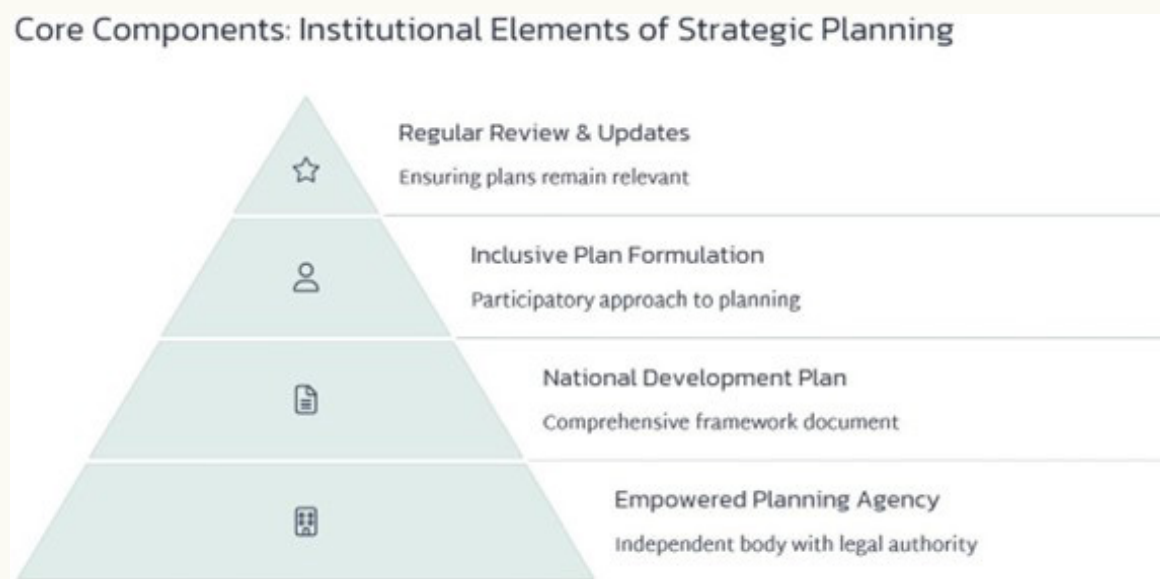 Core Components: Institutional Elements of Strategic Planning
Regular Review & Updates
Ensuring plans remain relevant
Inclusive Plan Formulation
Participatory approach to planning
National Development Plan
Comprehensive framework document
Empowered Planning Agency
Independent body with legal authority